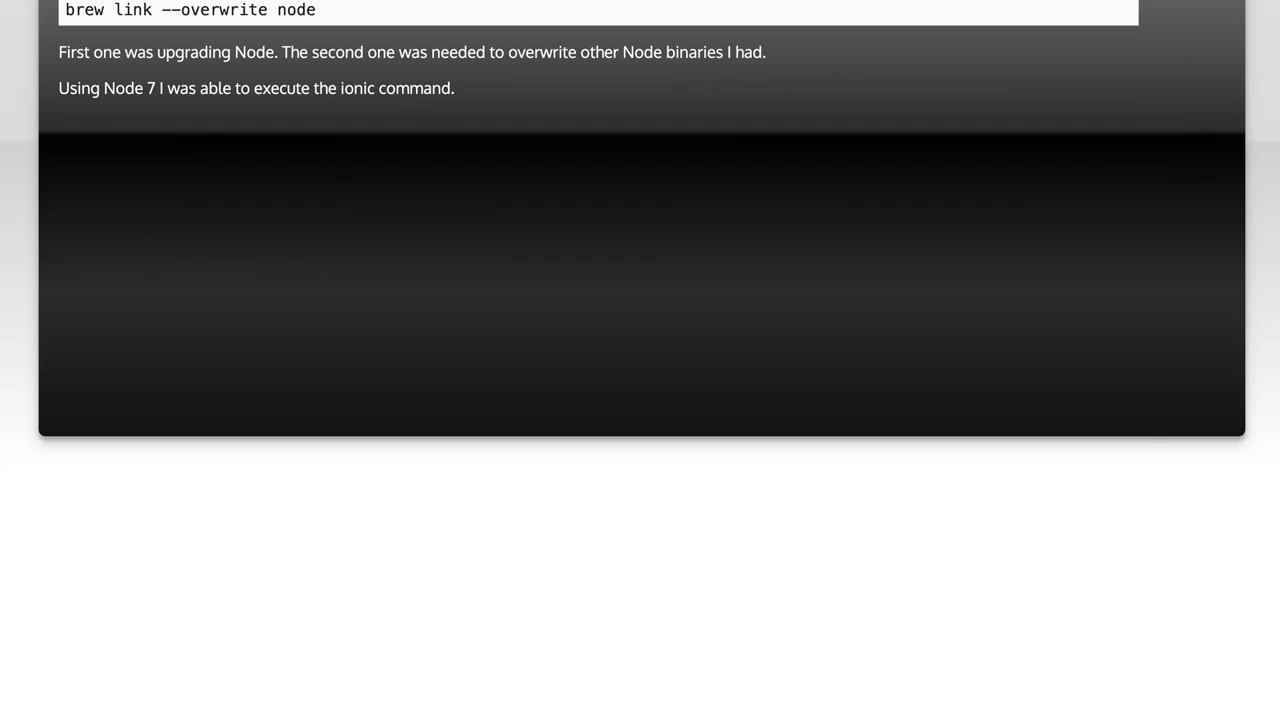 brew link --overwrite node
First one was upgrading Node. The second one was needed to overwrite other Node binaries I had.
Using Node 7 I was able to execute the ionic command.